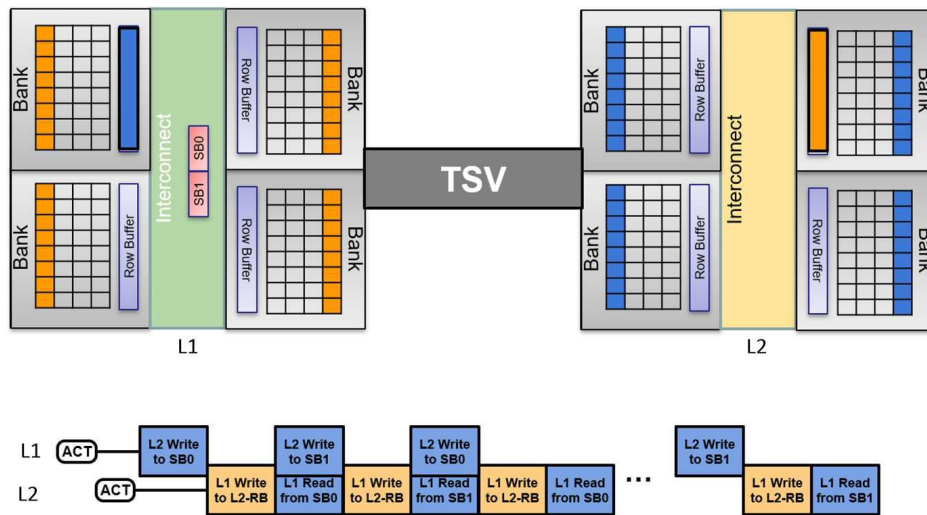 Bank
Row Buffer
Bank
Bank
Row Buffer
Row Buffer
Bank
Interconnect
SB0
SB1
L1
TSV
Bank
Row Buffer
Bank
Bank
Row Buffer
Row Buffer
Bank
Interconnect
L2
L1
ACT
L2 Write
to SB0
L2 Write
to SB1
L2 Write
to SB0
...
L2 Write
to SB1
L2
ACT
L1 Write
to L2-RB
L1 Read
from SB0
L1 Write
to L2-RB
L1 Read
from SB1
L1 Write
to L2-RB
L1 Read
from SB0
L1 Write
to L2-RB
L1 Read
from SB1